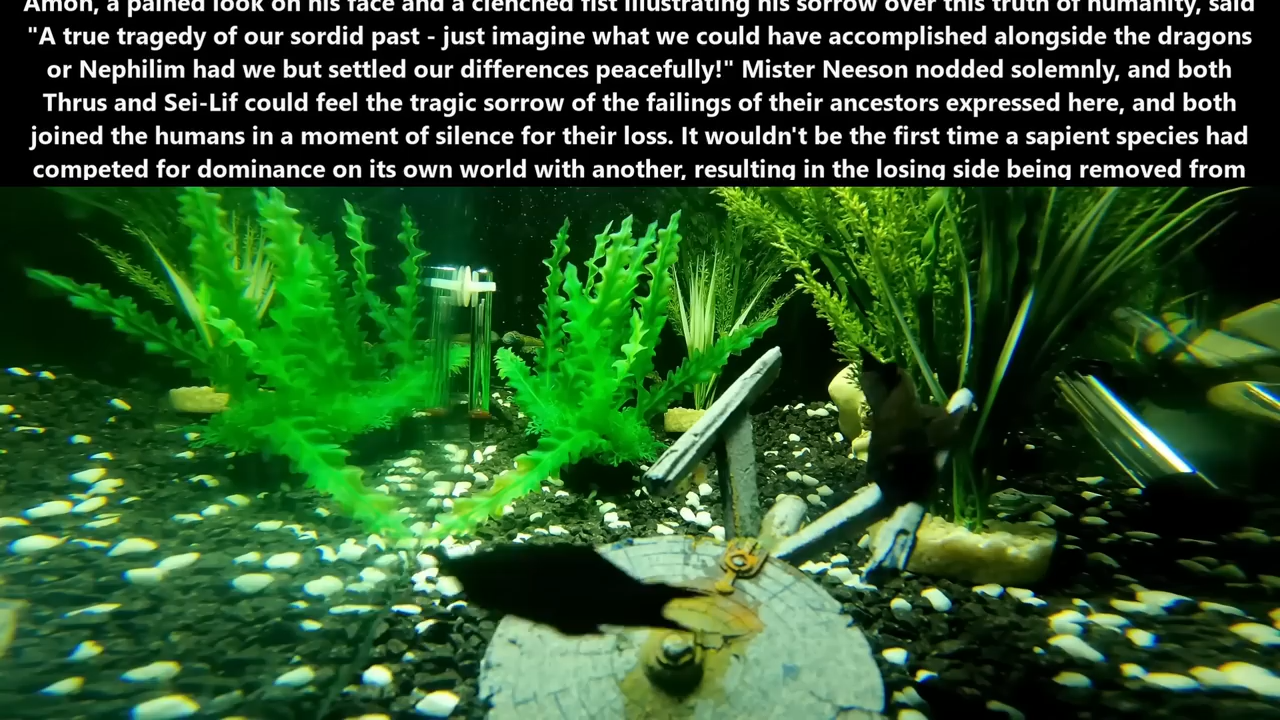 Amon, a pained look on his face and a clenched fist illustrating his sorrow over this truth of humanity, said
"A true tragedy of our sordid past - just imagine what we could have accomplished alongside the dragons
or Nephilim had we but settled our differences peacefully!" Mister Neeson nodded solemnly, and both
Thrus and Sei-Lif could feel the tragic sorrow of the failings of their ancestors expressed here, and both
joined the humans in a moment of silence for their loss. It wouldn't be the first time a sapient species had
competed for dominance on its own world with another, resulting in the losing side being removed from